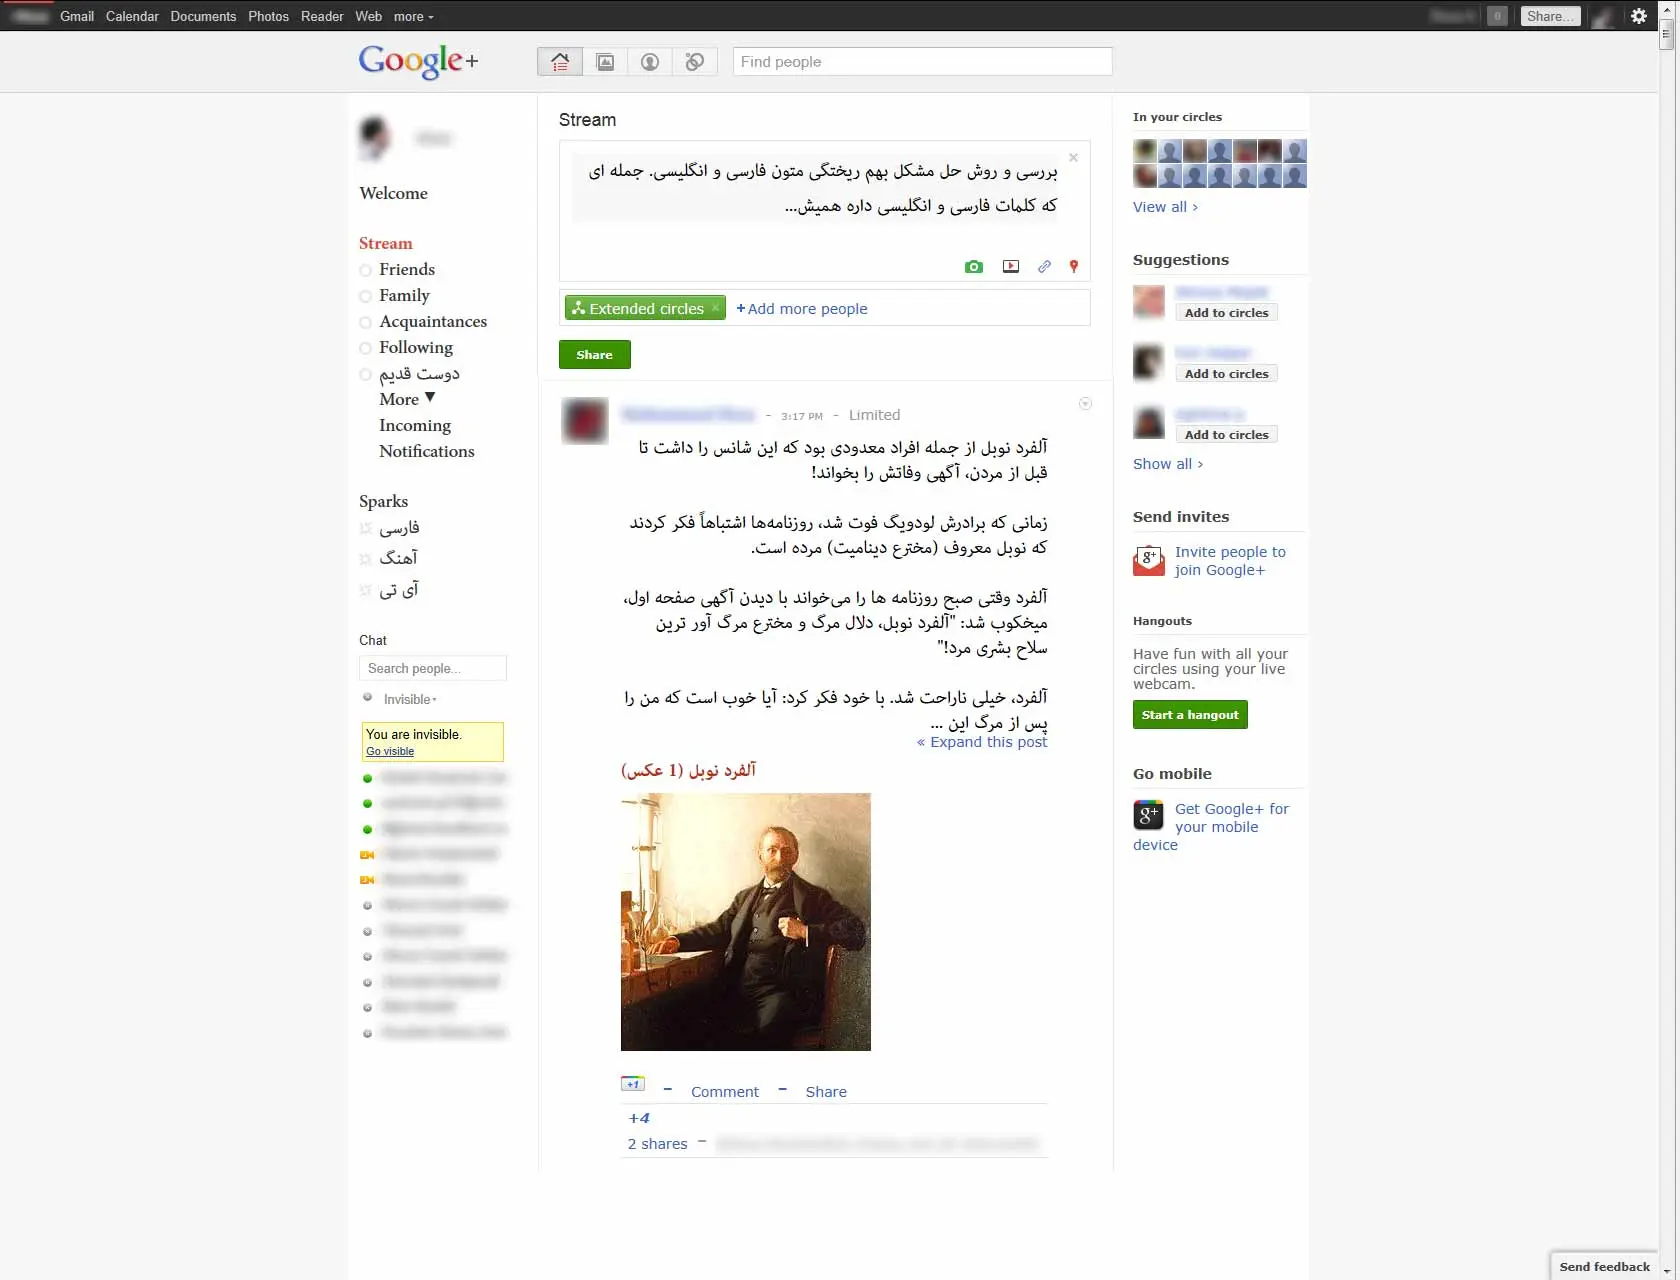 Gmail Calendar Documents Photos Reader Web more
0 Share...
Google+
Find people
Welcome
Stream
Friends
Family
Acquaintances
Following
دوست قدیم
More ▼
Incoming
Notifications
Sparks
فارسی
آهنگ
آی تی
Chat
Search people...
Invisible
You are invisible.
Go visible
Stream
بررسی و روش حل مشکل بهم ریختگی متون فارسی و انگلیسی. جمله ای
که کلمات فارسی و انگلیسی داره همیش...
Extended circles ×
+Add more people
Share
- 3:17 PM - Limited
آلفرد نوبل از جمله افراد معدودی بود که این شانس را داشت تا
قبل از مردن، آگهی وفاتش را بخواند!
زمانی که برادرش لودویگ فوت شد، روزنامه‌ها اشتباهاً فکر کردند
که نوبل معروف (مخترع دینامیت) مرده است.
آلفرد وقتی صبح روزنامه ها را می‌خواند با دیدن آگهی صفحه اول،
میخکوب شد: "آلفرد نوبل، دلال مرگ و مخترع مرگ آور ترین
سلاح بشری مرد!"
آلفرد، خیلی ناراحت شد. با خود فکر کرد: آیا خوب است که من را
پس از مرگ این ...
« Expand this post
آلفرد نوبل (1 عکس)
+1 - Comment - Share
+4
2 shares -
In your circles
View all ›
Suggestions
Add to circles
Add to circles
Add to circles
Show all ›
Send invites
g+
Invite people to
join Google+
Hangouts
Have fun with all your
circles using your live
webcam.
Start a hangout
Go mobile
g+
Get Google+ for
your mobile
device
Send feedback